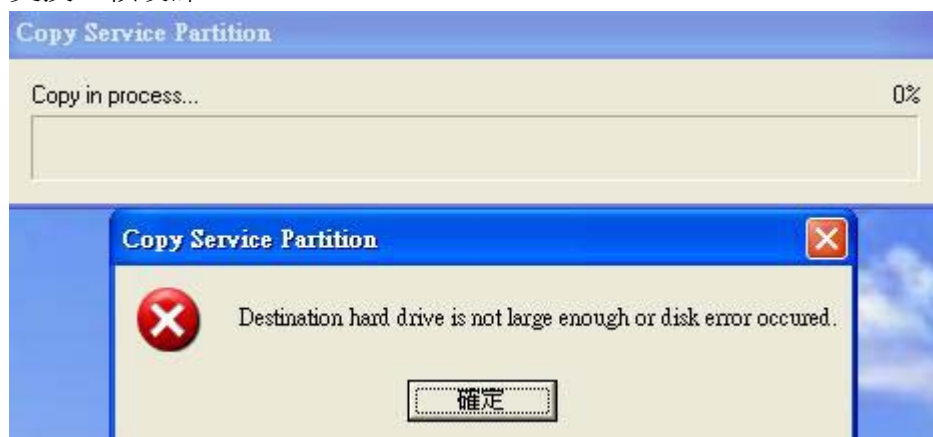 Copy Service Partition
Copy in process...
0%
Copy Service Partition
Destination hard drive is not large enough or disk error occured.
確定